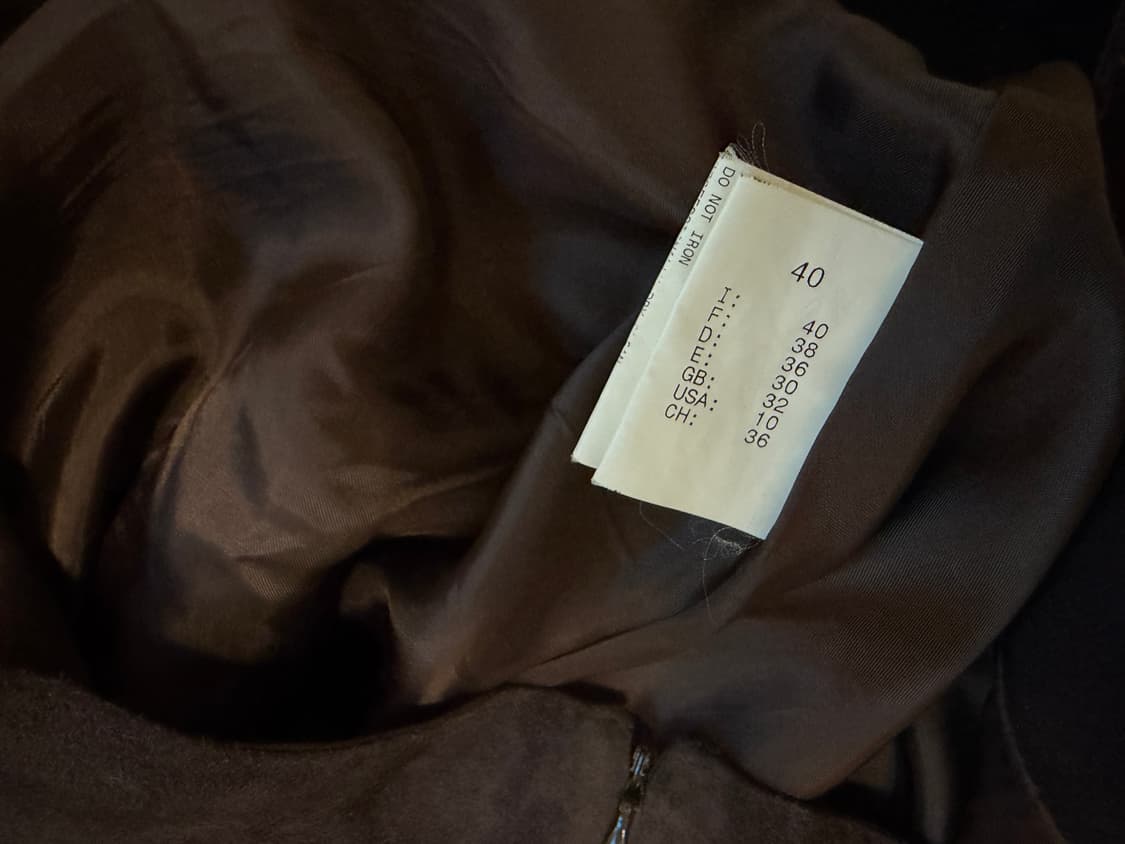 DO NOT IRON
40
I: 40
F: 38
D: 36
E: 30
GB: 32
USA: 10
CH: 36